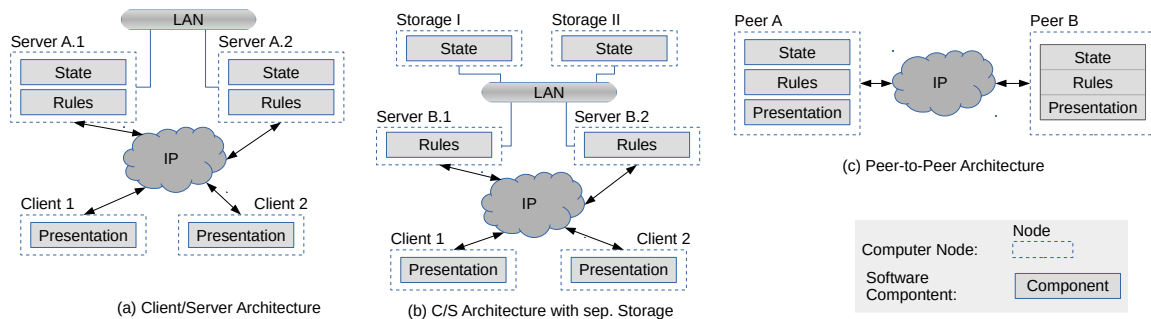 LAN
Server A.1
Server A.2
State
State
Rules
Rules
IP
Client 1
Client 2
Presentation
Presentation
(a) Client/Server Architecture
Storage I
Storage II
State
State
LAN
Server B.1
Server B.2
Rules
Rules
IP
Client 1
Client 2
Presentation
Presentation
(b) C/S Architecture with sep. Storage
Peer A
Peer B
State
Rules
Presentation
IP
State
Rules
Presentation
(c) Peer-to-Peer Architecture
Node
Computer Node:
Software
Component:
Component